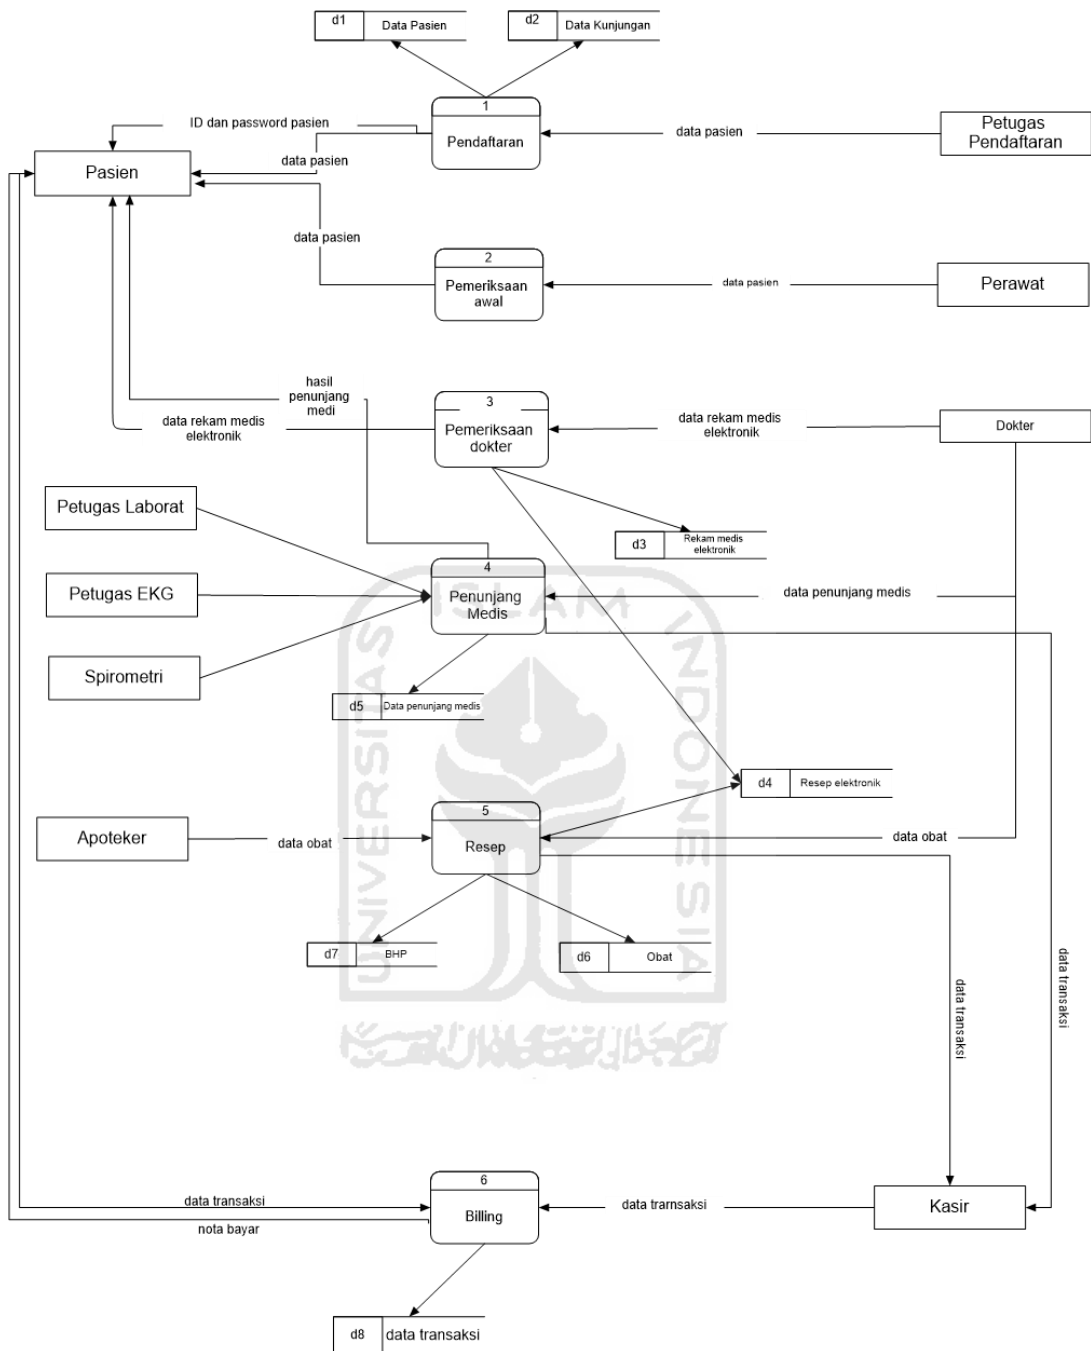 d1
Data Pasien
d2
Data Kunjungan
1
Pendaftaran
ID dan password pasien
data pasien
Pasien
data pasien
Petugas
Pendaftaran
data pasien
2
Pemeriksaan
awal
data pasien
Perawat
hasil
penunjang
medi
data rekam medis
elektronik
3
Pemeriksaan
dokter
data rekam medis
elektronik
Dokter
Petugas Laborat
d3
Rekam medis
elektronik
Petugas EKG
4
Penunjang
Medis
data penunjang medis
Spirometri
d5
Data penunjang medis
d4
Resep elektronik
Apoteker
data obat
5
Resep
data obat
d7
BHP
d6
Obat
data transaksi
data transaksi
data transaksi
nota bayar
6
Billing
data trarnsaksi
Kasir
d8
data transaksi
UNIVERSITAS
ISLAM
INDONESIA